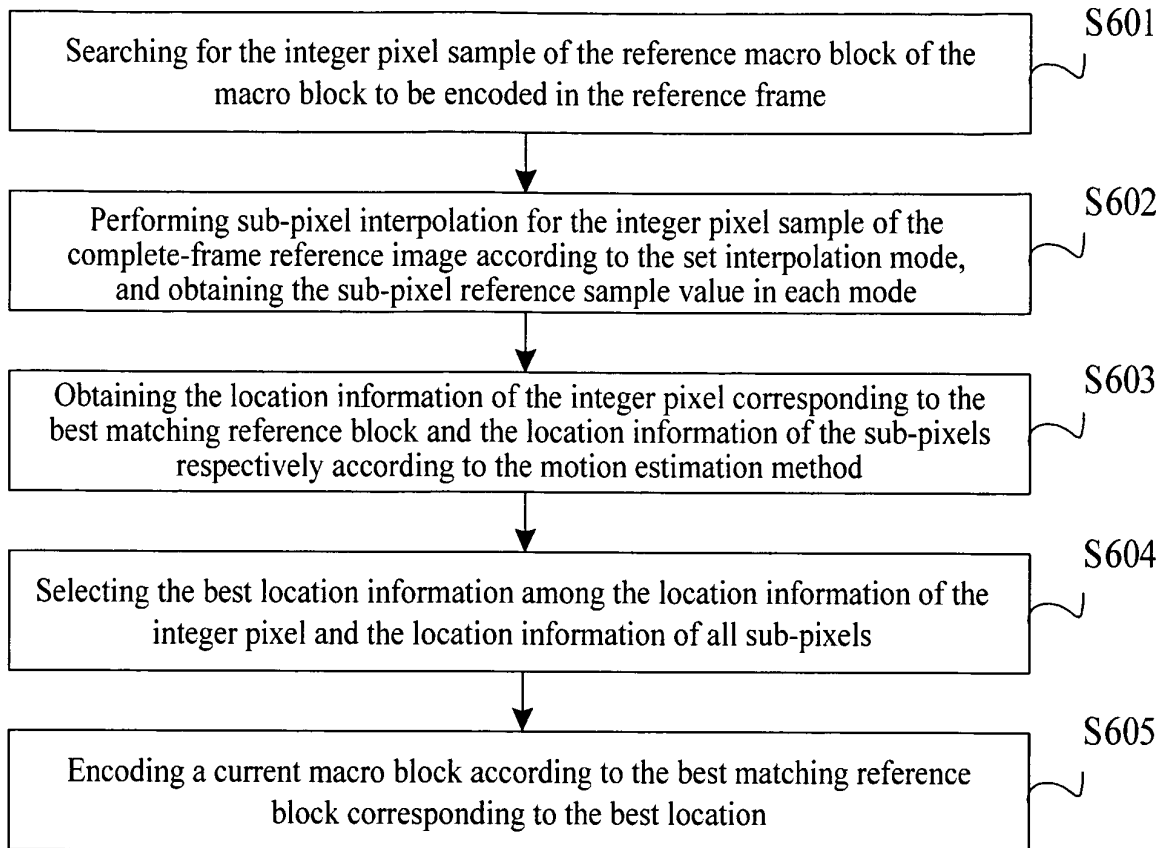 S601
Searching for the integer pixel sample of the reference macro block of the
macro block to be encoded in the reference frame
S602
Performing sub-pixel interpolation for the integer pixel sample of the
complete-frame reference image according to the set interpolation mode,
and obtaining the sub-pixel reference sample value in each mode
S603
Obtaining the location information of the integer pixel corresponding to the
best matching reference block and the location information of the sub-pixels
respectively according to the motion estimation method
S604
Selecting the best location information among the location information of the
integer pixel and the location information of all sub-pixels
S605
Encoding a current macro block according to the best matching reference
block corresponding to the best location